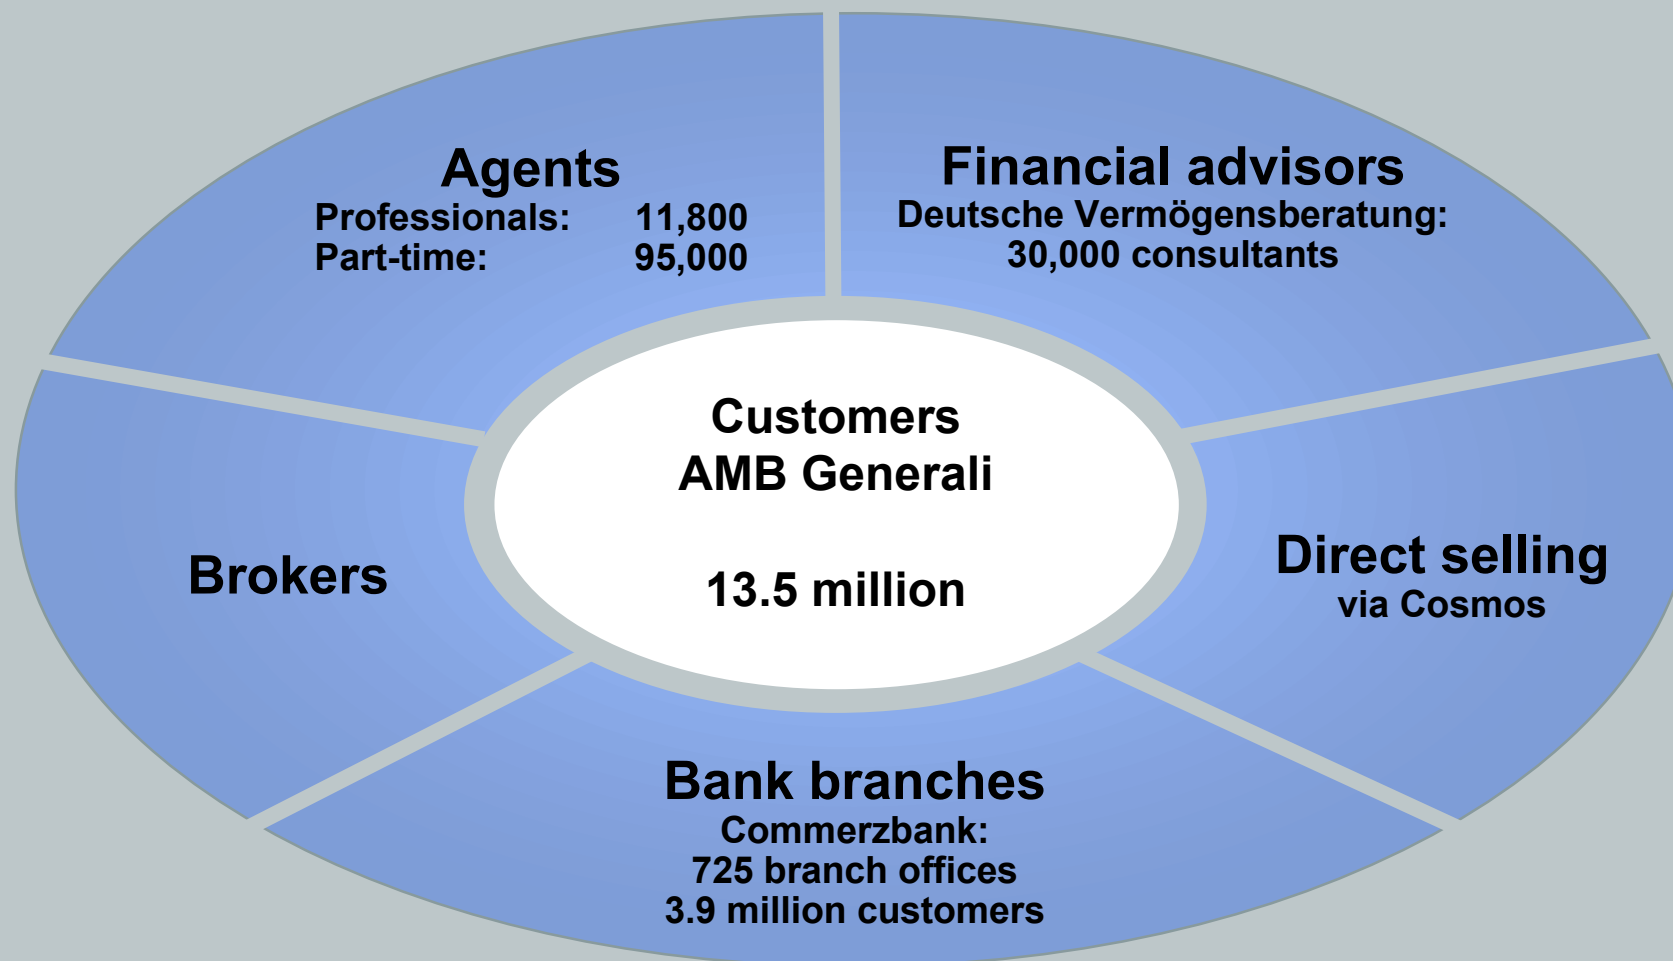 Agents
Professionals: 11,800
Part-time: 95,000
Financial advisors
Deutsche Vermögensberatung:
30,000 consultants
Customers
AMB Generali
13.5 million
Brokers
Direct selling
via Cosmos
Bank branches
Commerzbank:
725 branch offices
3.9 million customers